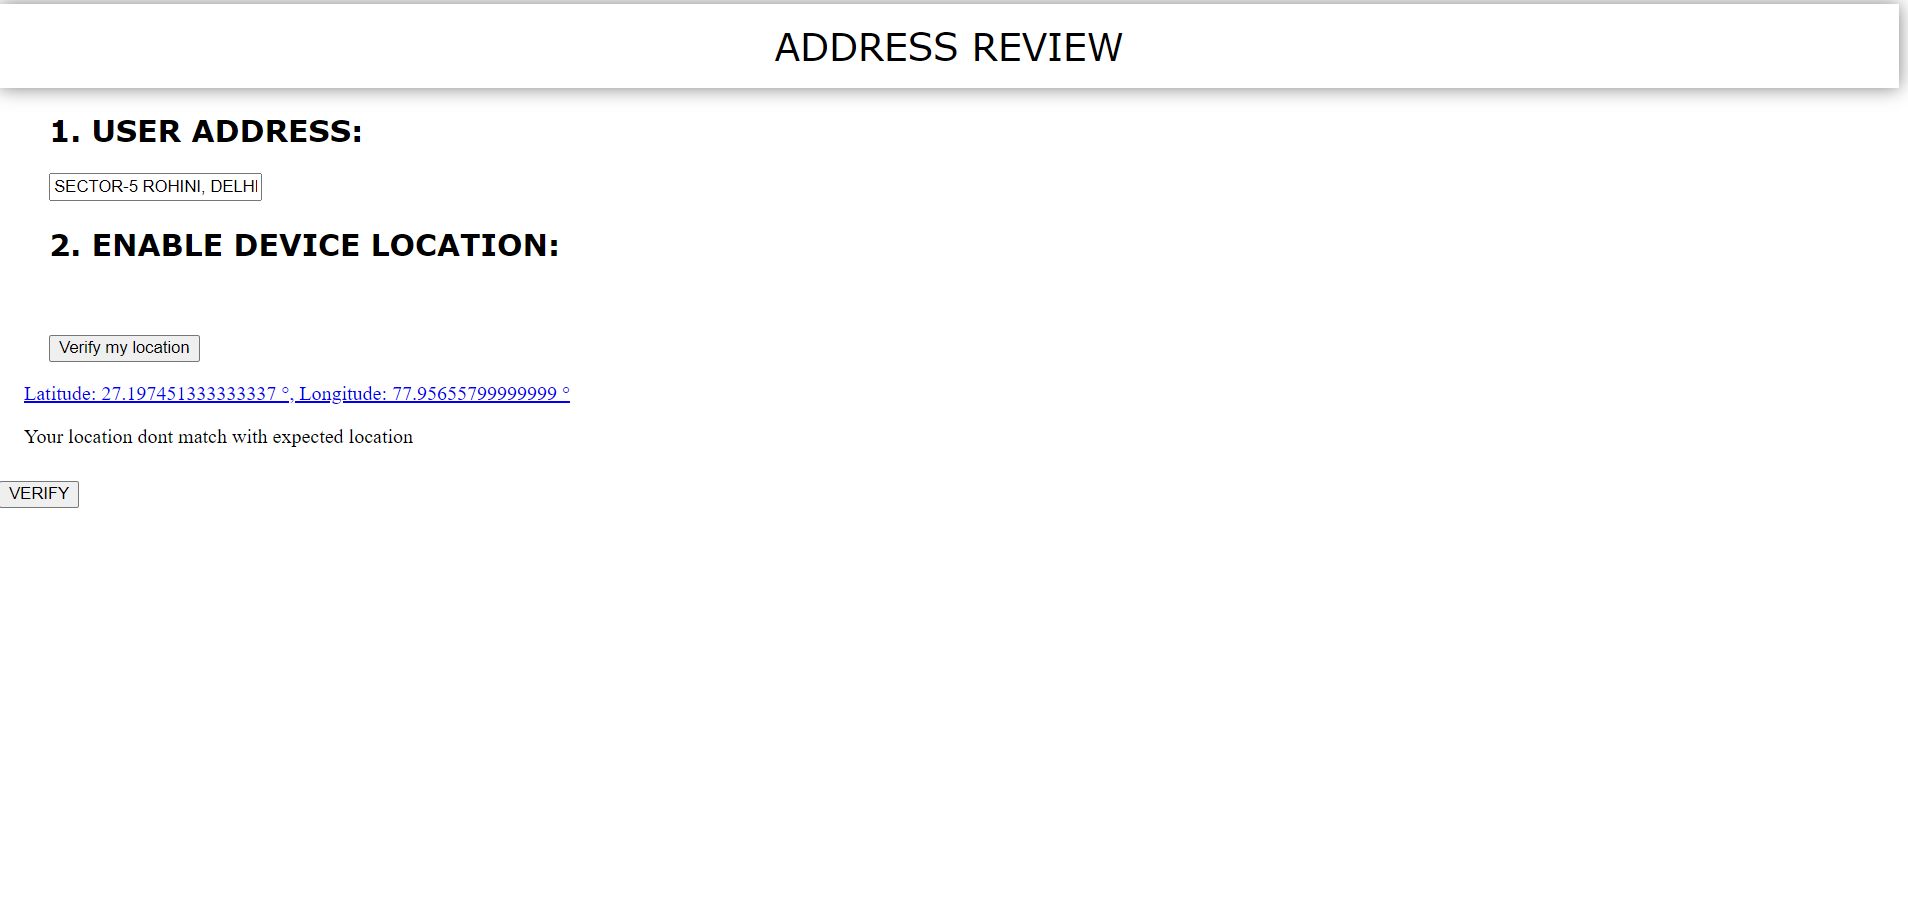 ADDRESS REVIEW
1. USER ADDRESS:
SECTOR-5 ROHINI, DELHI
2. ENABLE DEVICE LOCATION:
Verify my location
Latitude: 27.197451333333337 °, Longitude: 77.95655799999999 °
Your location dont match with expected location
VERIFY